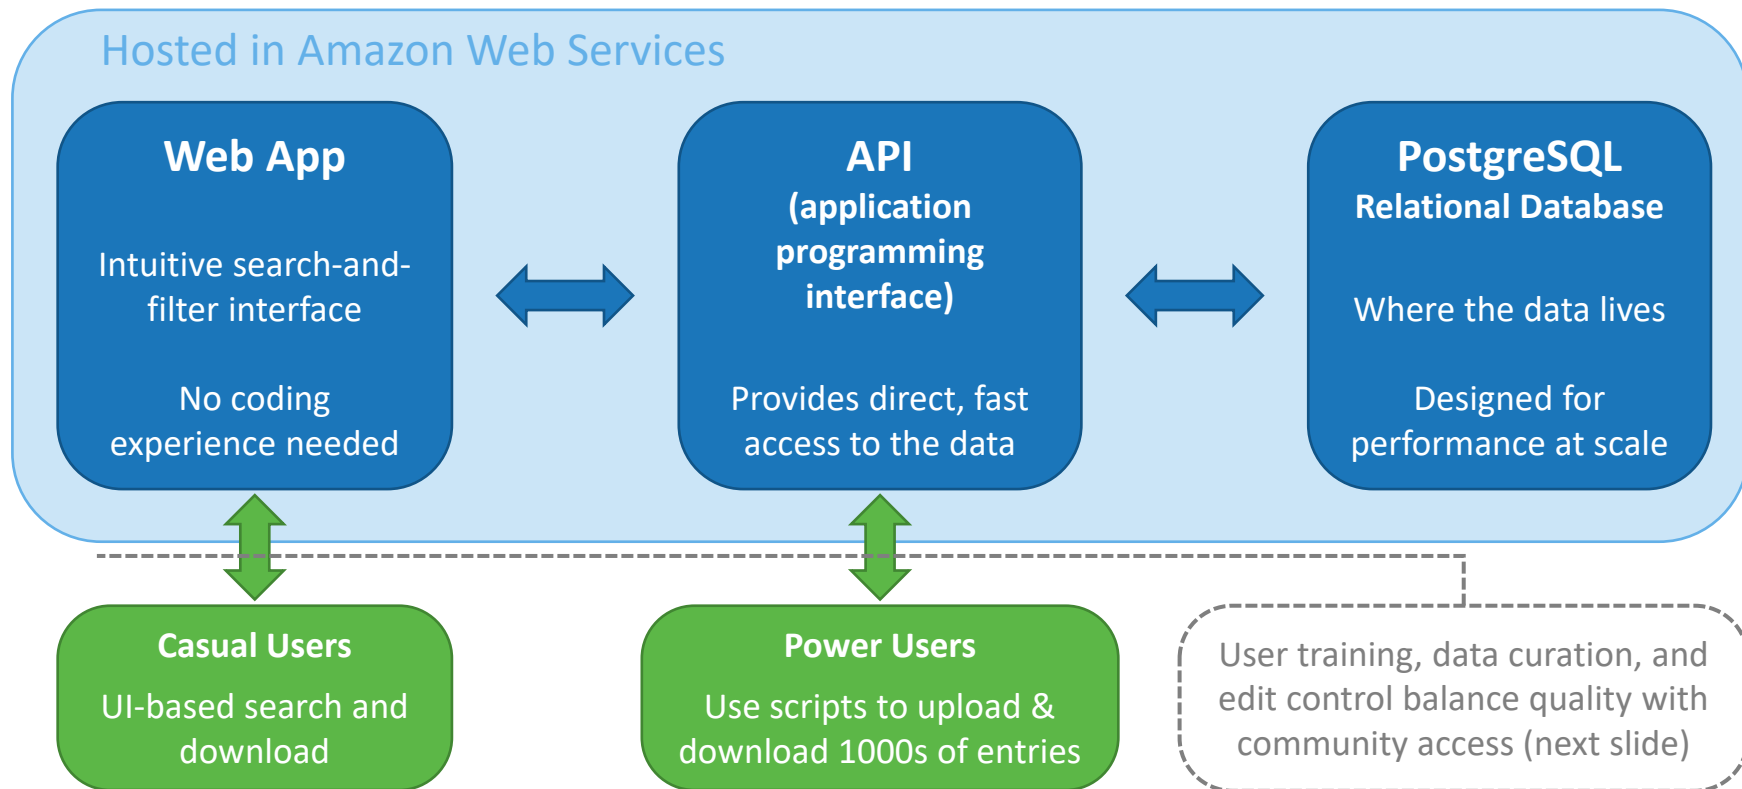 Hosted in Amazon Web Services
Web App
Intuitive search-and-
filter interface
No coding
experience needed
API
(application
programming
interface)
Provides direct, fast
access to the data
PostgreSQL
Relational Database
Where the data lives
Designed for
performance at scale
Casual Users
UI-based search and
download
Power Users
Use scripts to upload &
download 1000s of entries
User training, data curation, and
edit control balance quality with
community access (next slide)